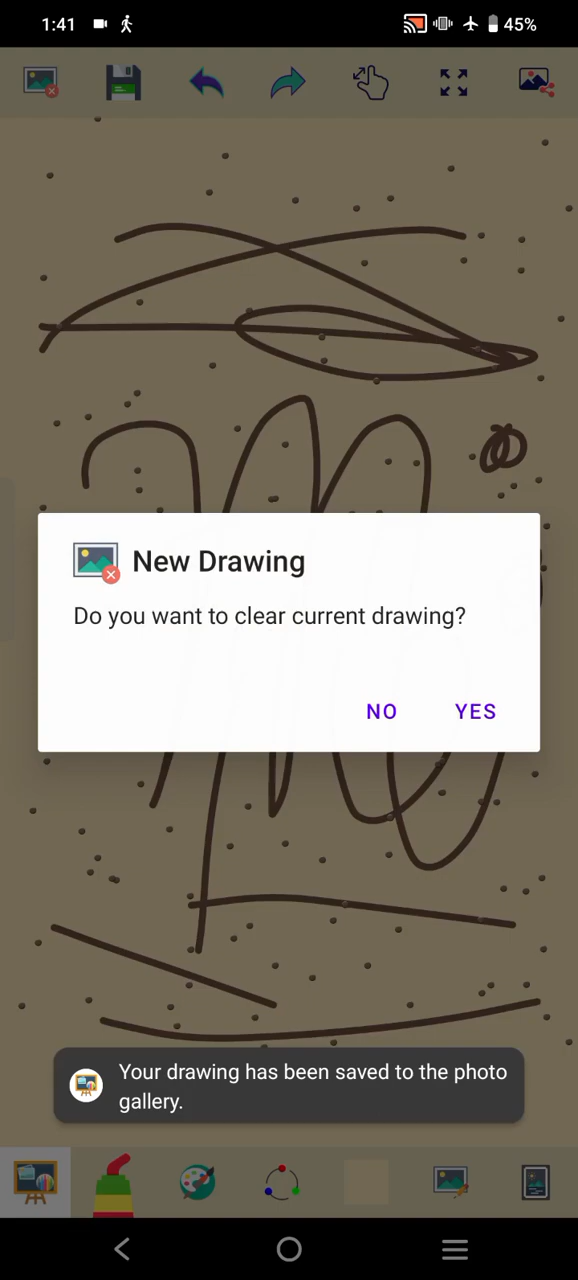 1:41
45%
New Drawing
Do you want to clear current drawing?
NO YES
Your drawing has been saved to the photo
gallery.